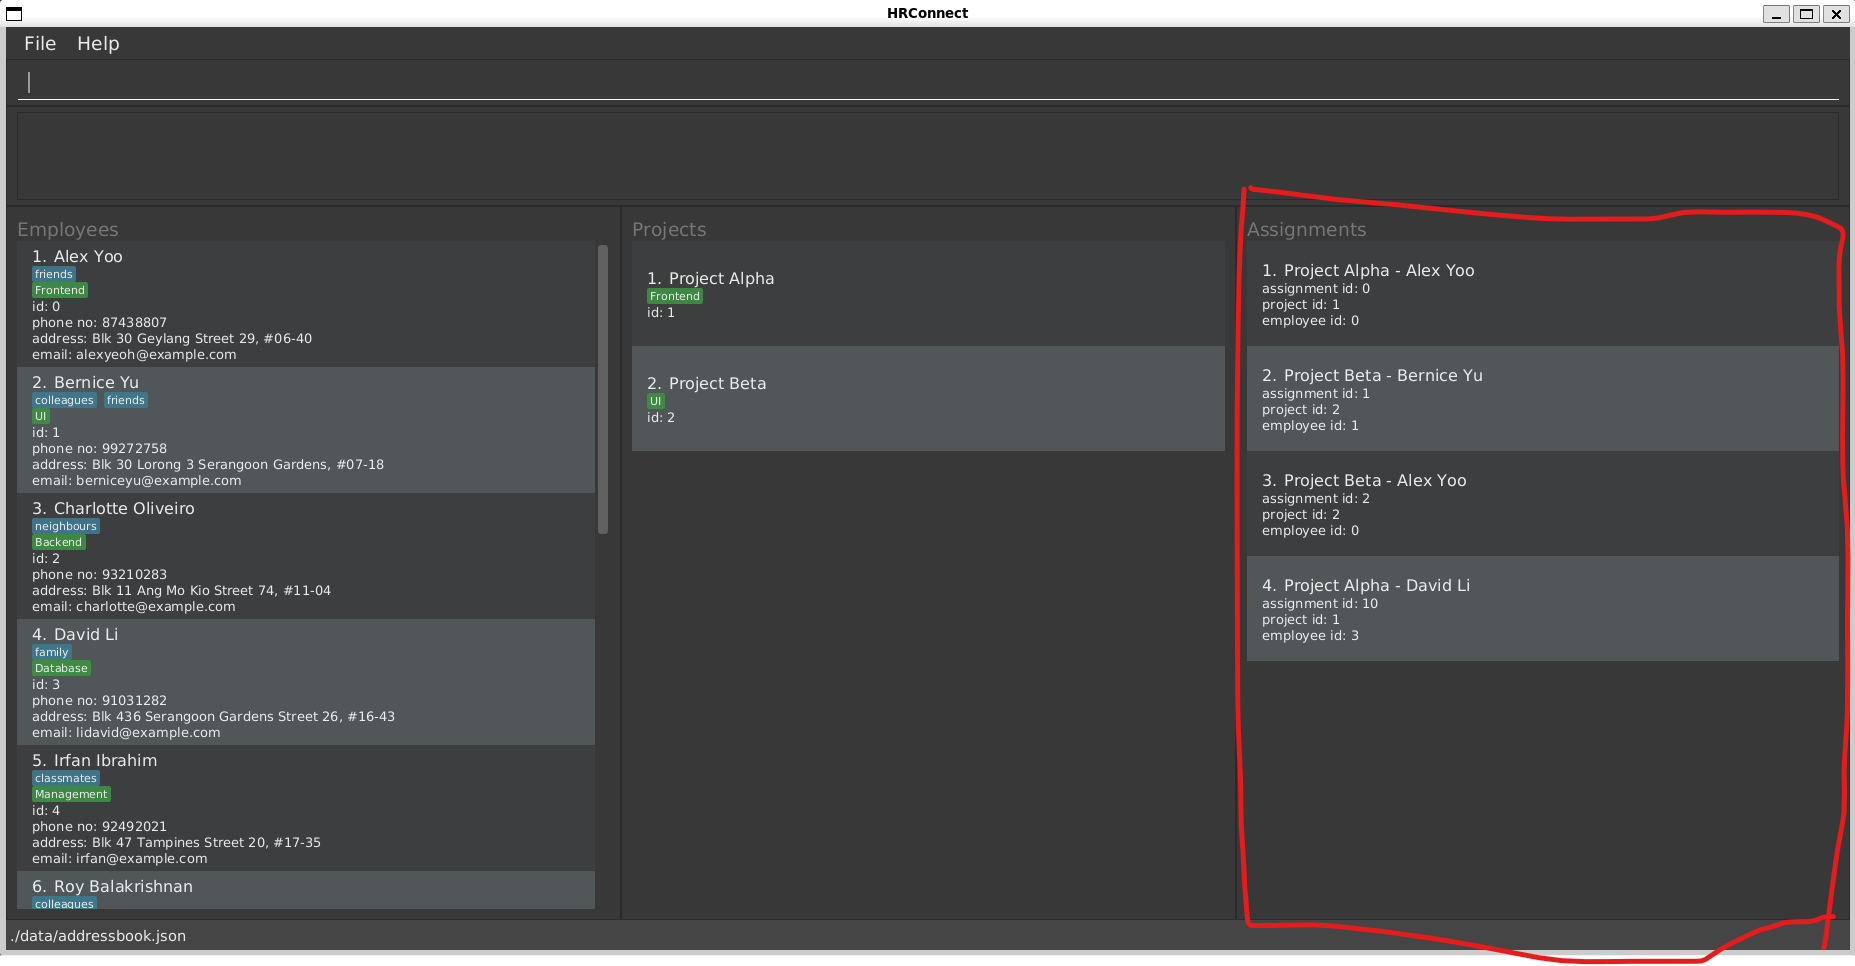 HRConnect
File Help
Employees
1. Alex Yoo
friends
Frontend
id: 0
phone no: 87438807
address: Blk 30 Geylang Street 29, #06-40
email: alexyeoh@example.com
2. Bernice Yu
colleagues friends
UI
id: 1
phone no: 99272758
address: Blk 30 Lorong 3 Serangoon Gardens, #07-18
email: berniceyu@example.com
3. Charlotte Oliveiro
neighbours
Backend
id: 2
phone no: 93210283
address: Blk 11 Ang Mo Kio Street 74, #11-04
email: charlotte@example.com
4. David Li
family
Database
id: 3
phone no: 91031282
address: Blk 436 Serangoon Gardens Street 26, #16-43
email: lidavid@example.com
5. Irfan Ibrahim
classmates
Management
id: 4
phone no: 92492021
address: Blk 47 Tampines Street 20, #17-35
email: irfan@example.com
6. Roy Balakrishnan
colleagues
Projects
1. Project Alpha
Frontend
id: 1
2. Project Beta
UI
id: 2
Assignments
1. Project Alpha - Alex Yoo
assignment id: 0
project id: 1
employee id: 0
2. Project Beta - Bernice Yu
assignment id: 1
project id: 2
employee id: 1
3. Project Beta - Alex Yoo
assignment id: 2
project id: 2
employee id: 0
4. Project Alpha - David Li
assignment id: 10
project id: 1
employee id: 3
./data/addressbook.json